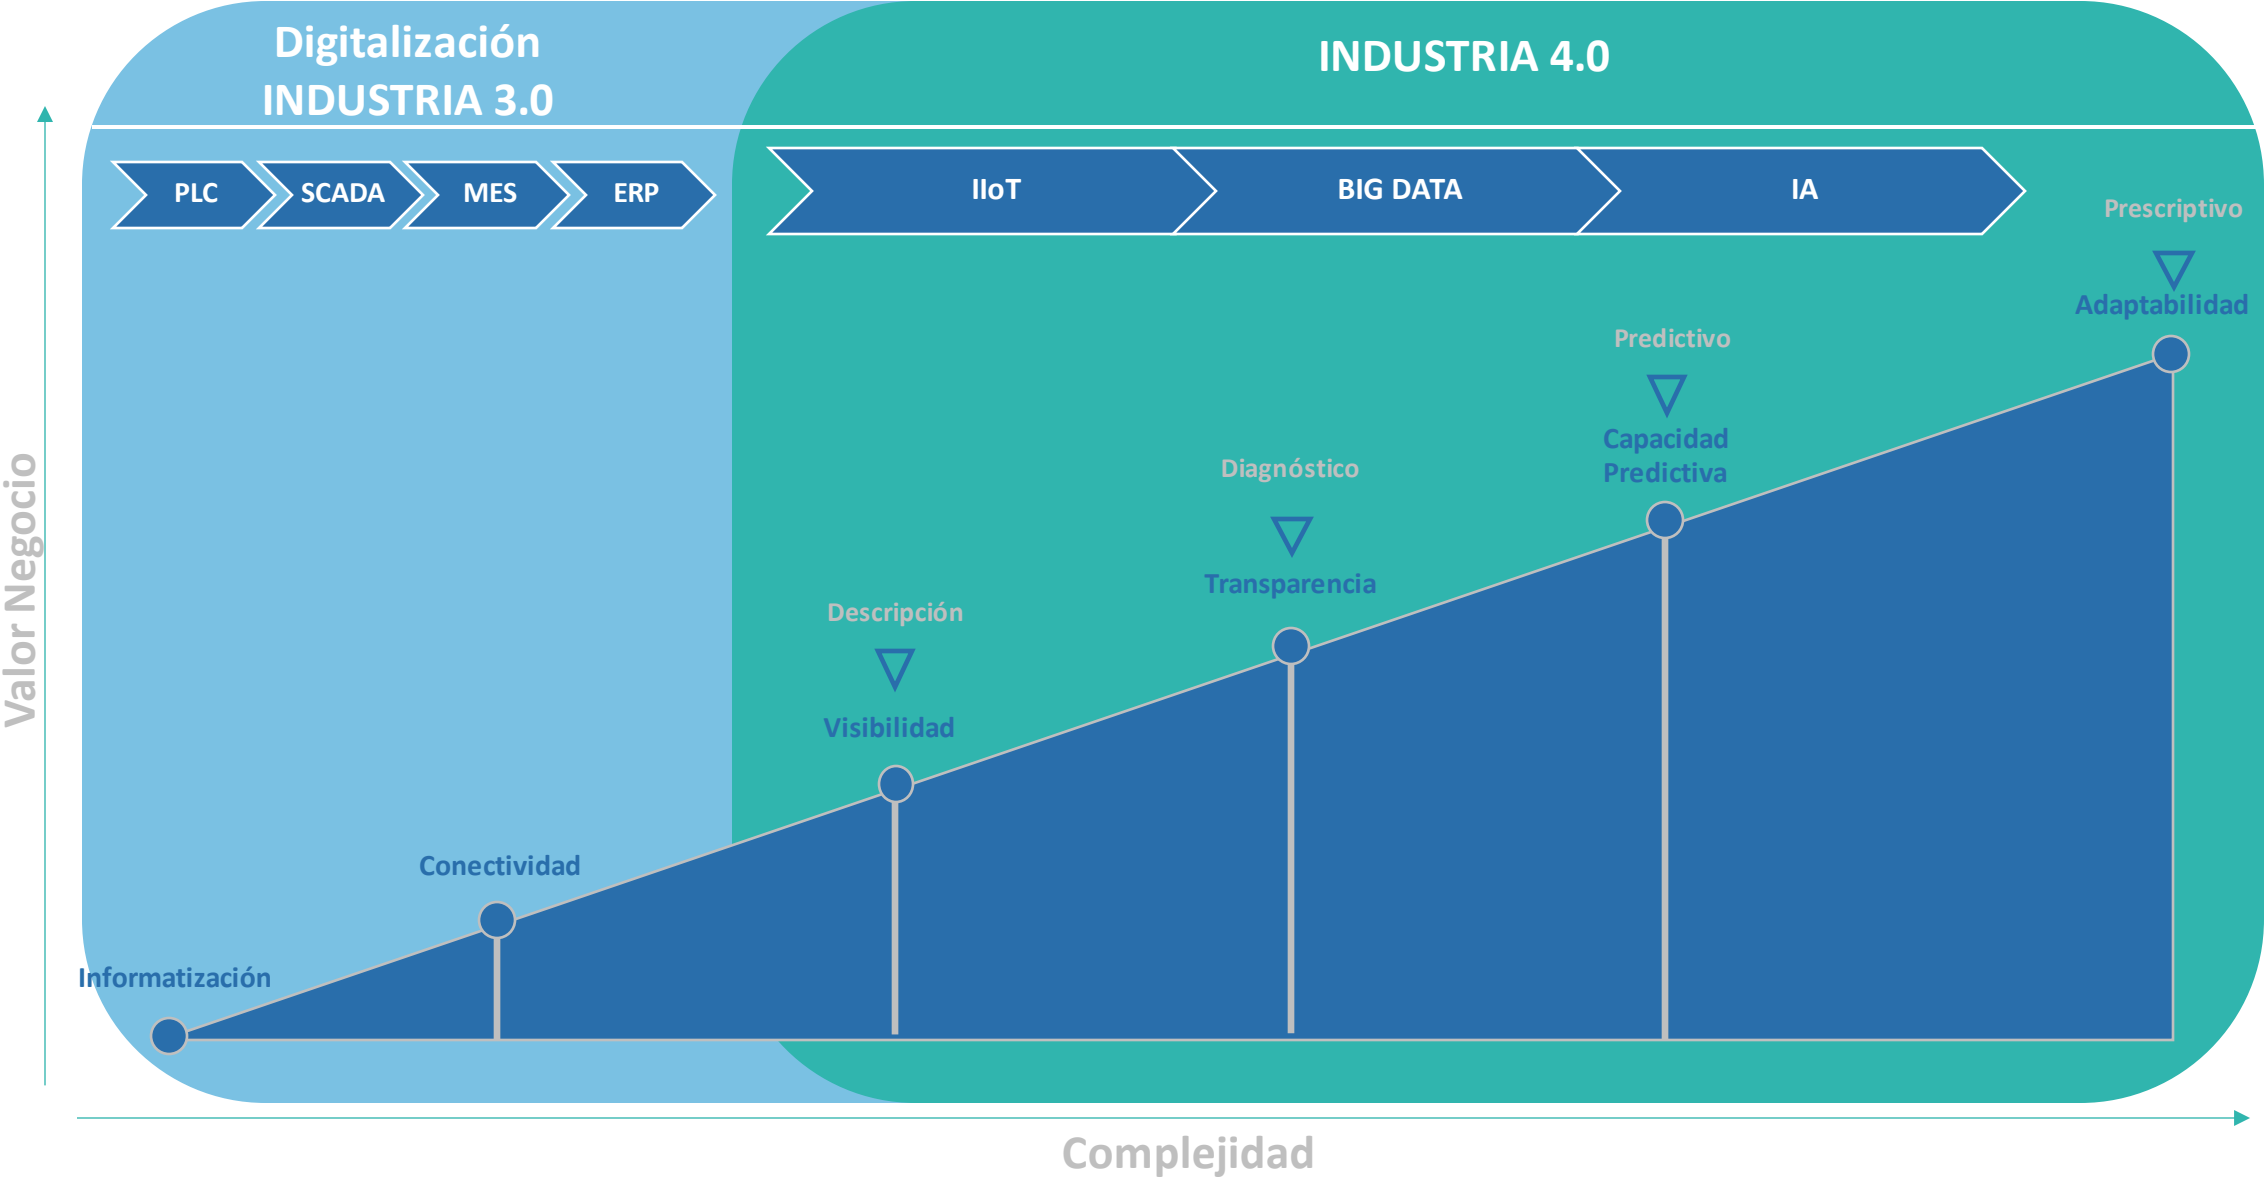 Digitalización
INDUSTRIA 3.0
INDUSTRIA 4.0
PLC
SCADA
MES
ERP
IIoT
BIG DATA
IA
Prescriptivo
Adaptabilidad
Predictivo
Capacidad
Predictiva
Diagnóstico
Transparencia
Descripción
Visibilidad
Conectividad
Informatización
Valor Negocio
Complejidad